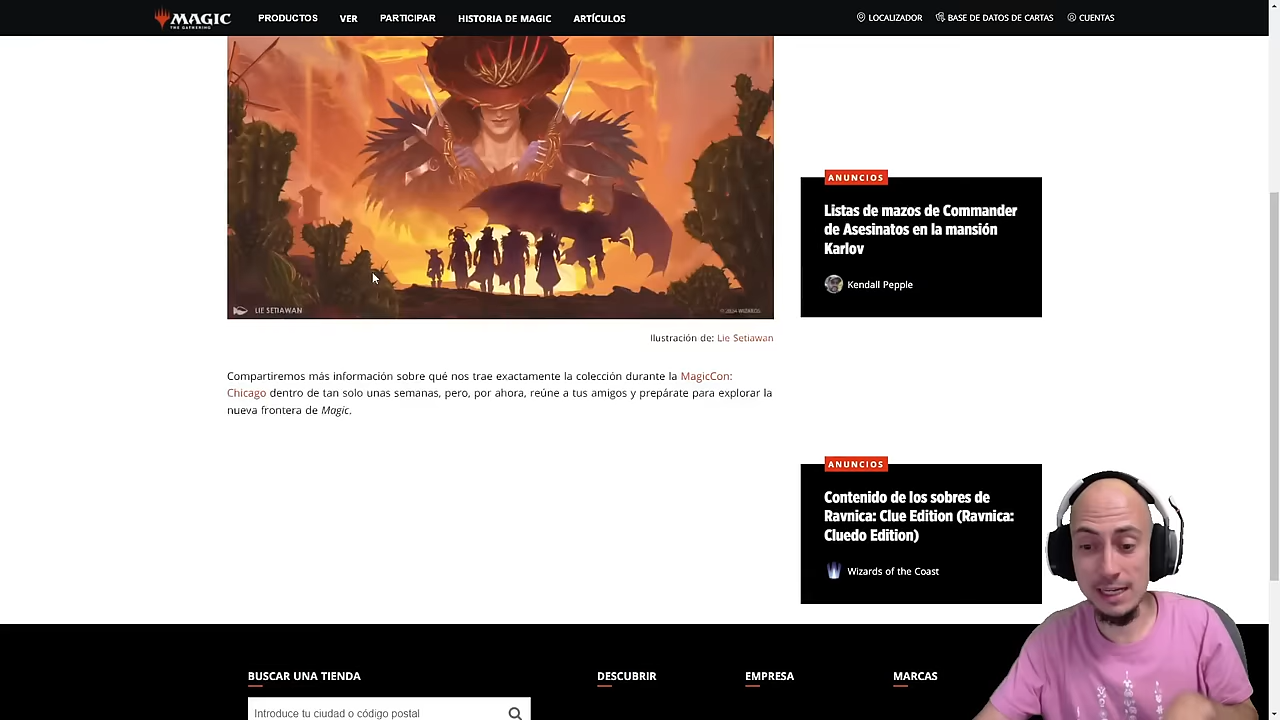 MAGIC
THE GATHERING
PRODUCTOS
VER
PARTICIPAR
HISTORIA DE MAGIC
ARTÍCULOS
LOCALIZADOR
BASE DE DATOS DE CARTAS
CUENTAS
LIE SETIAWAN
© 2024 WIZARDS
Ilustración de: Lie Setiawan
Compartiremos más información sobre qué nos trae exactamente la colección durante la MagicCon:
Chicago dentro de tan solo unas semanas, pero, por ahora, reúne a tus amigos y prepárate para explorar la
nueva frontera de Magic.
ANUNCIOS
Listas de mazos de Commander
de Asesinatos en la mansión
Karlov
Kendall Pepple
ANUNCIOS
Contenido de los sobres de
Ravnica: Clue Edition (Ravnica:
Cluedo Edition)
Wizards of the Coast
BUSCAR UNA TIENDA
Introduce tu ciudad o código postal
DESCUBRIR
EMPRESA
MARCAS